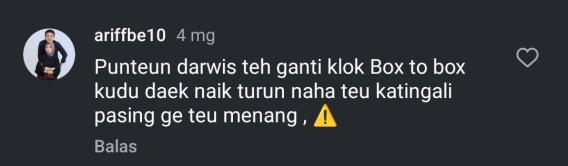 ariffbe10 4 mg
Punteun darwis teh ganti klok Box to box
kudu daek naik turun naha teu katingali
pasing ge teu menang , ⚠️
Balas